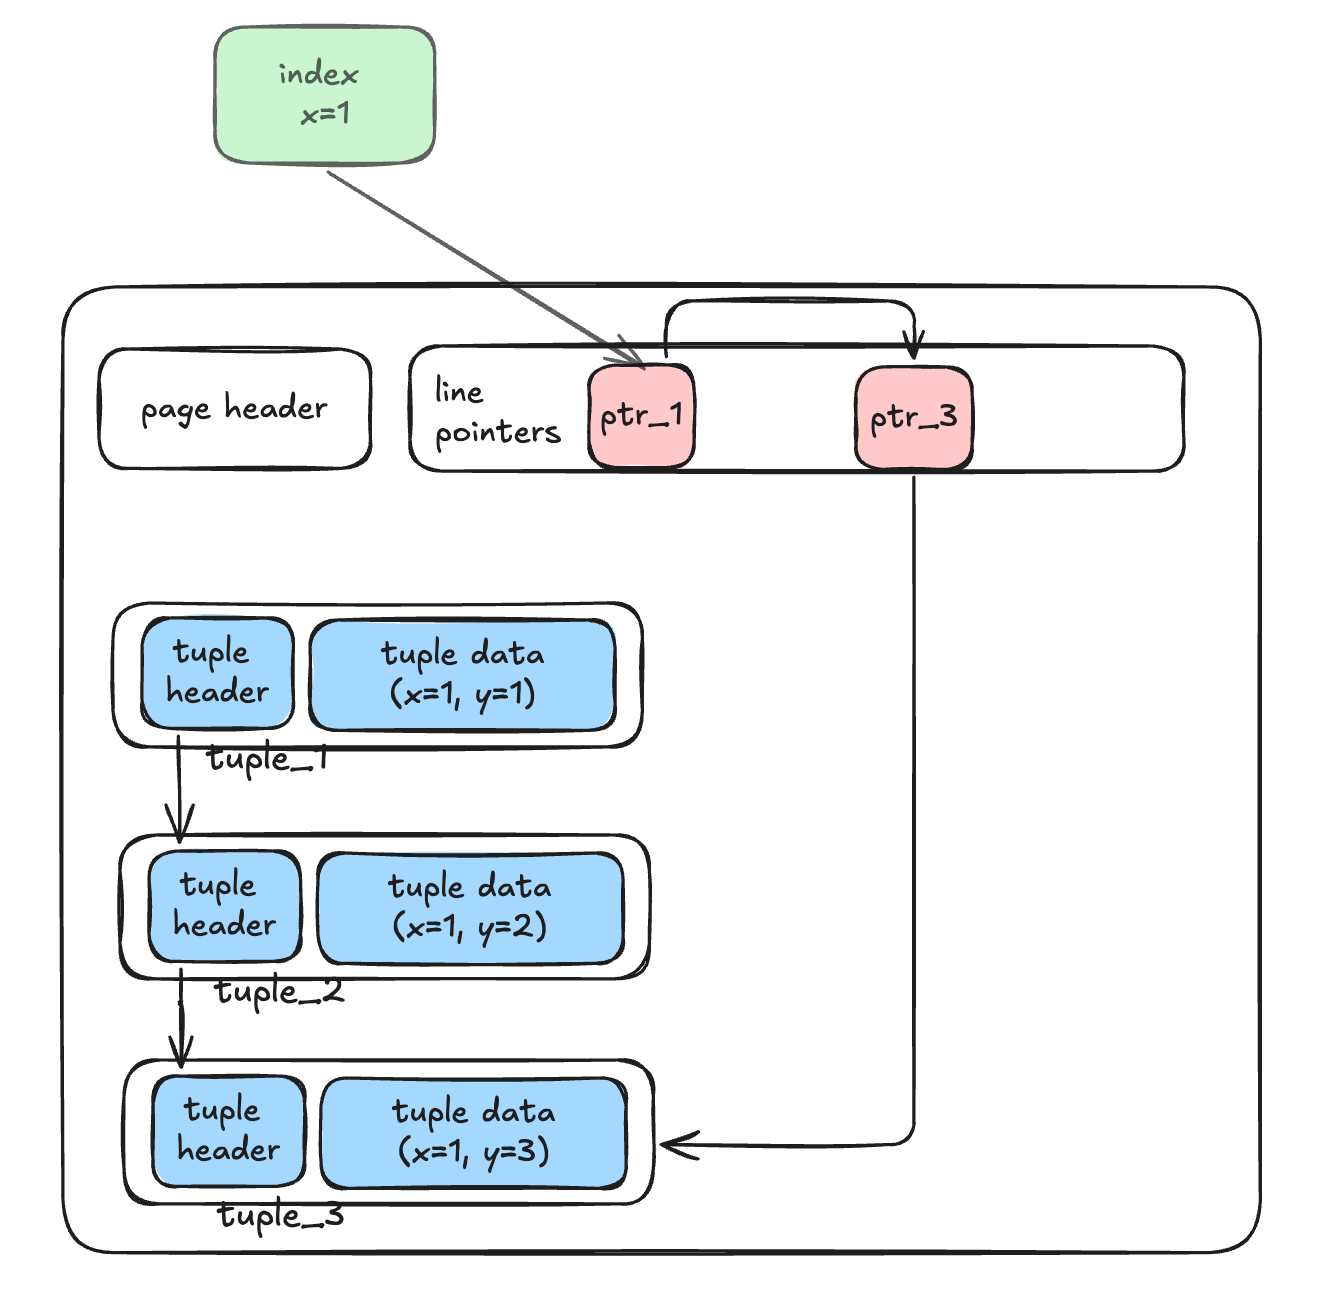 index
x=1
page header
line
pointers
ptr_1
ptr_3
tuple
header
tuple data
(x=1, y=1)
tuple_1
tuple
header
tuple data
(x=1, y=2)
tuple_2
tuple
header
tuple data
(x=1, y=3)
tuple_3